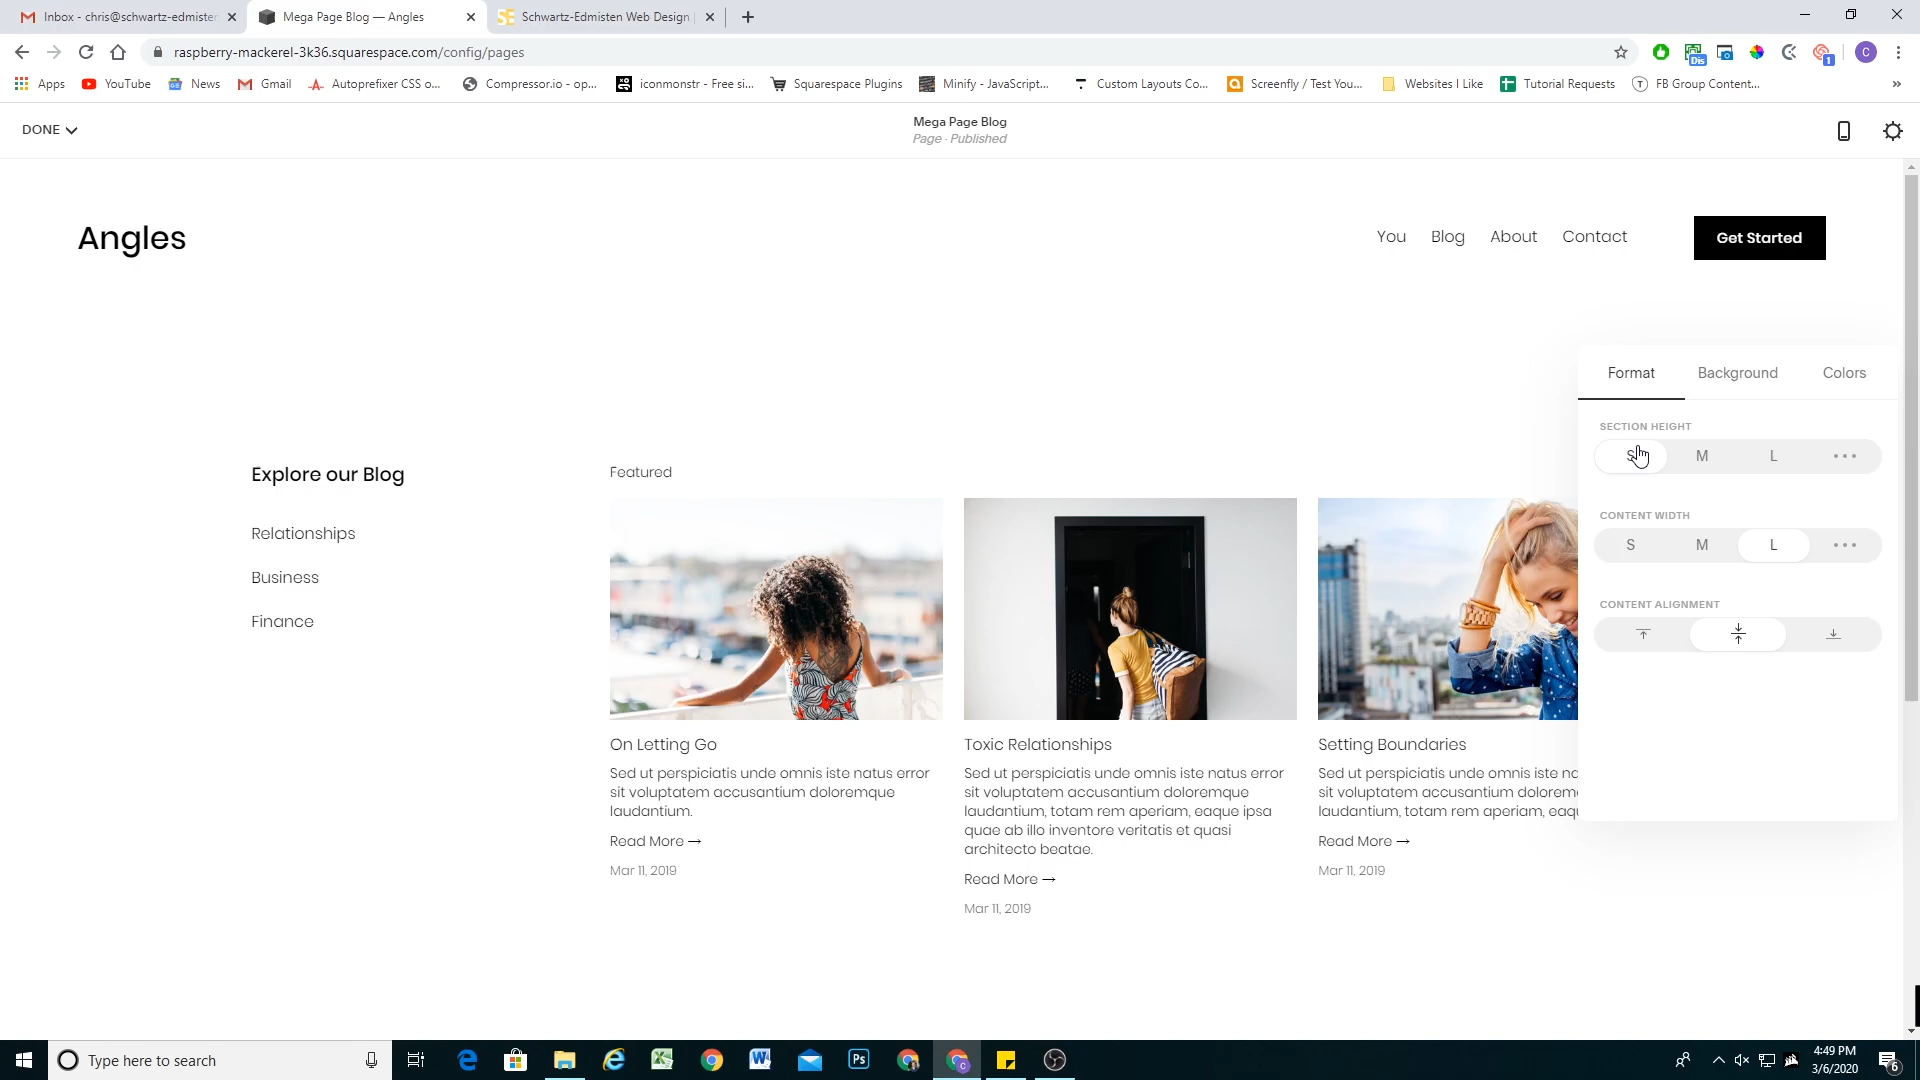 Inbox - chris@schwartz-edmister
Mega Page Blog — Angles
Schwartz-Edmisten Web Design
raspberry-mackerel-3k36.squarespace.com/config/pages
Dis
1
C
Apps
YouTube
News
Gmail
Autoprefixer CSS o...
Compressor.io - op...
iconmonstr - Free si...
Squarespace Plugins
Minify - JavaScript...
Custom Layouts Co...
Screenfly / Test You...
Websites I Like
Tutorial Requests
FB Group Content...
DONE
Mega Page Blog
Page · Published
Angles
You
Blog
About
Contact
Get Started
Format
Background
Colors
SECTION HEIGHT
S
M
L
CONTENT WIDTH
S
M
L
CONTENT ALIGNMENT
Explore our Blog
Relationships
Business
Finance
Featured
On Letting Go
Sed ut perspiciatis unde omnis iste natus error
sit voluptatem accusantium doloremque
laudantium.
Read More →
Mar 11, 2019
Toxic Relationships
Sed ut perspiciatis unde omnis iste natus error
sit voluptatem accusantium doloremque
laudantium, totam rem aperiam, eaque ipsa
quae ab illo inventore veritatis et quasi
architecto beatae.
Read More →
Mar 11, 2019
Setting Boundaries
Sed ut perspiciatis unde omnis iste na
sit voluptatem accusantium dolorem
laudantium, totam rem aperiam, eaq
Read More →
Mar 11, 2019
Type here to search
4:49 PM
3/6/2020
6